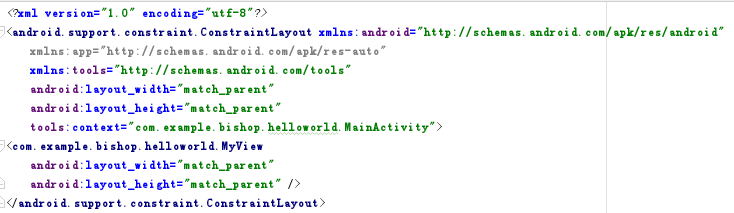 <?xml version="1.0" encoding="utf-8"?>
<android.support.constraint.ConstraintLayout xmlns:android="http://schemas.android.com/apk/res/android"
    xmlns:app="http://schemas.android.com/apk/res-auto"
    xmlns:tools="http://schemas.android.com/tools"
    android:layout_width="match_parent"
    android:layout_height="match_parent"
    tools:context="com.example.bishop.helloworld.MainActivity">
<com.example.bishop.helloworld.MyView
    android:layout_width="match_parent"
    android:layout_height="match_parent" />
</android.support.constraint.ConstraintLayout>